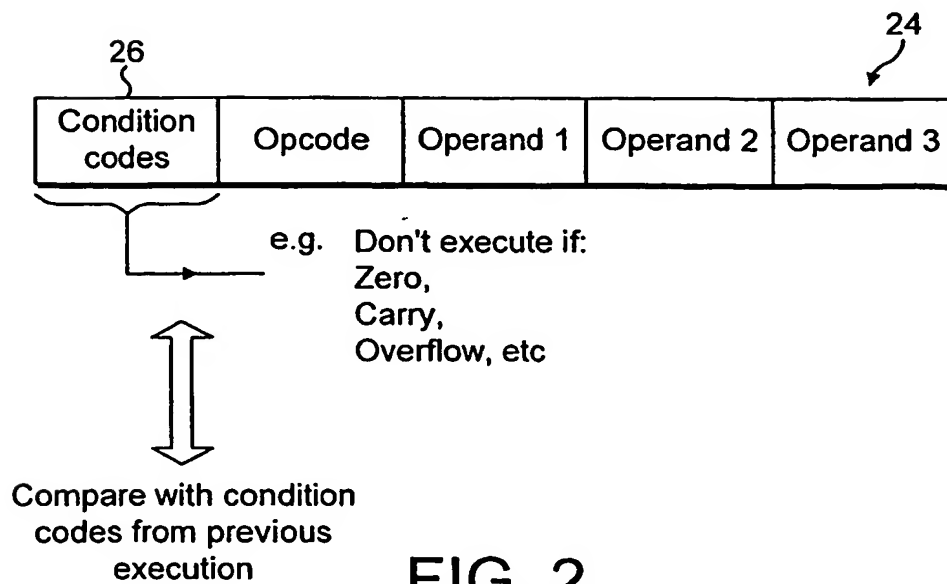 24
26
Condition
codes
Opcode
Operand 1
Operand 2
Operand 3
e.g. Don't execute if:
Zero,
Carry,
Overflow, etc
Compare with condition
codes from previous
execution
FIG. 2